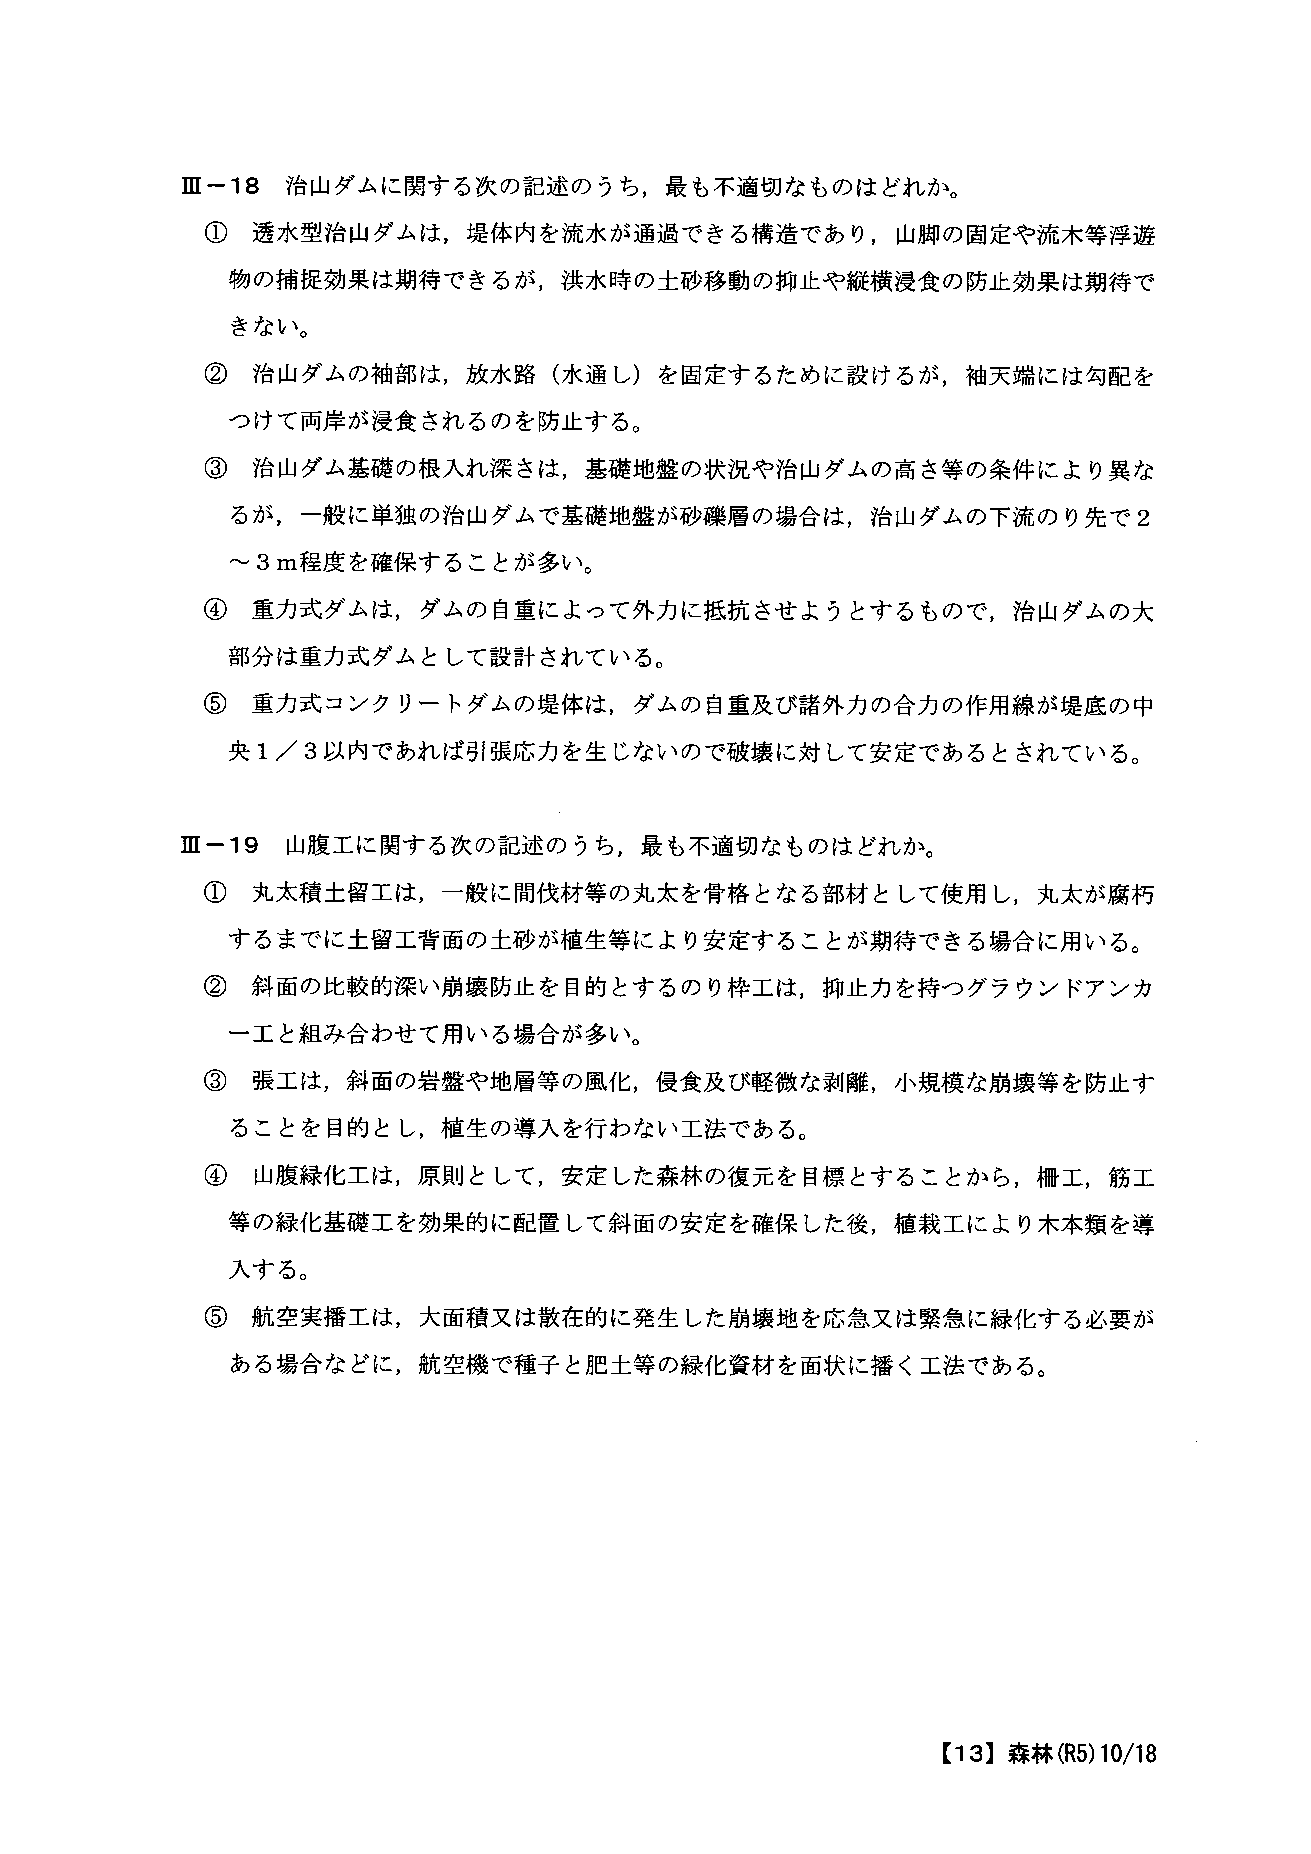 Ⅲ－18　治山ダムに関する次の記述のうち，最も不適切なものはどれか。
①　透水型治山ダムは，堤体内を流水が通過できる構造であり，山脚の固定や流木等浮遊
物の捕捉効果は期待できるが，洪水時の土砂移動の抑止や縦横浸食の防止効果は期待で
きない。
②　治山ダムの袖部は，放水路（水通し）を固定するために設けるが，袖天端には勾配を
つけて両岸が浸食されるのを防止する。
③　治山ダム基礎の根入れ深さは，基礎地盤の状況や治山ダムの高さ等の条件により異な
るが，一般に単独の治山ダムで基礎地盤が砂礫層の場合は，治山ダムの下流のり先で２
～３ｍ程度を確保することが多い。
④　重力式ダムは，ダムの自重によって外力に抵抗させようとするもので，治山ダムの大
部分は重力式ダムとして設計されている。
⑤　重力式コンクリートダムの堤体は，ダムの自重及び諸外力の合力の作用線が堤底の中
央１／３以内であれば引張応力を生じないので破壊に対して安定であるとされている。
Ⅲ－19　山腹工に関する次の記述のうち，最も不適切なものはどれか。
①　丸太積土留工は，一般に間伐材等の丸太を骨格となる部材として使用し，丸太が腐朽
するまでに土留工背面の土砂が植生等により安定することが期待できる場合に用いる。
②　斜面の比較的深い崩壊防止を目的とするのり枠工は，抑止力を持つグラウンドアンカ
ー工と組み合わせて用いる場合が多い。
③　張工は，斜面の岩盤や地層等の風化，侵食及び軽微な剥離，小規模な崩壊等を防止す
ることを目的とし，植生の導入を行わない工法である。
④　山腹緑化工は，原則として，安定した森林の復元を目標とすることから，柵工，筋工
等の緑化基礎工を効果的に配置して斜面の安定を確保した後，植栽工により木本類を導
入する。
⑤　航空実播工は，大面積又は散在的に発生した崩壊地を応急又は緊急に緑化する必要が
ある場合などに，航空機で種子と肥土等の緑化資材を面状に播く工法である。
【13】森林(R5)10/18